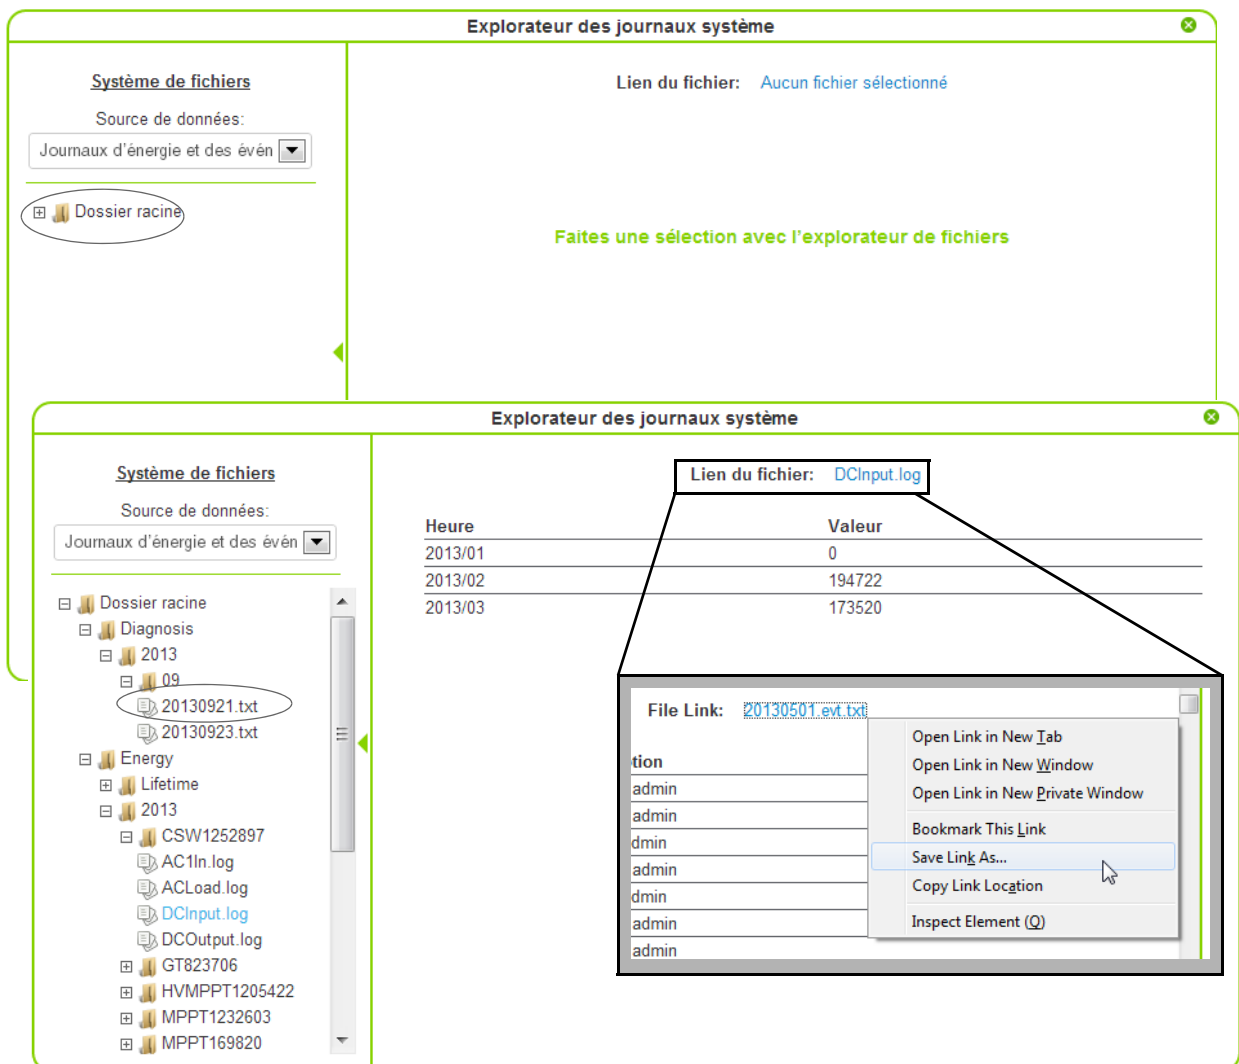 Explorateur des journaux système
Système de fichiers
Source de données:
Journaux d'énergie et des évén
Dossier racine
Lien du fichier: Aucun fichier sélectionné
Faites une sélection avec l'explorateur de fichiers
Explorateur des journaux système
Système de fichiers
Source de données:
Journaux d'énergie et des évén
Dossier racine
Diagnosis
2013
09
20130921.txt
20130923.txt
Energy
Lifetime
2013
CSW1252897
AC1In.log
ACLoad.log
DCInput.log
DCOutput.log
GT823706
HVMPPT1205422
MPPT1232603
MPPT169820
Lien du fichier: DCInput.log
Heure Valeur
2013/01 0
2013/02 194722
2013/03 173520
File Link: 20130501.evt.txt
tion
admin
admin
dmin
admin
dmin
admin
admin
Open Link in New Tab
Open Link in New Window
Open Link in New Private Window
Bookmark This Link
Save Link As...
Copy Link Location
Inspect Element (Q)